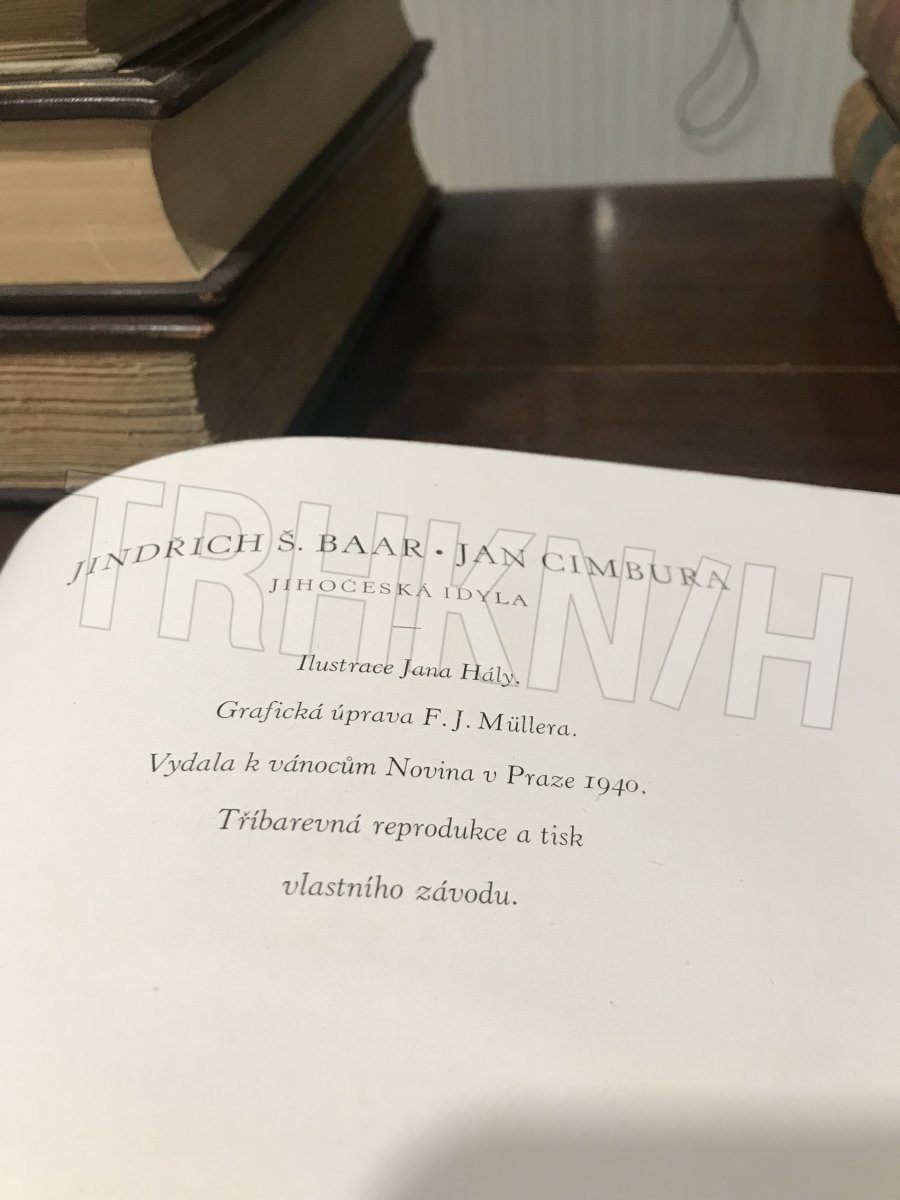 JINDŘICH Š. BAAR • JAN CIMBURA
JIHOČESKÁ IDYLA
Ilustrace Jana Hály.
Grafická úprava F. J. Müllera.
Vydala k vánocům Novina v Praze 1940.
Tříbarevná reprodukce a tisk
vlastního závodu.
TRHKNIH